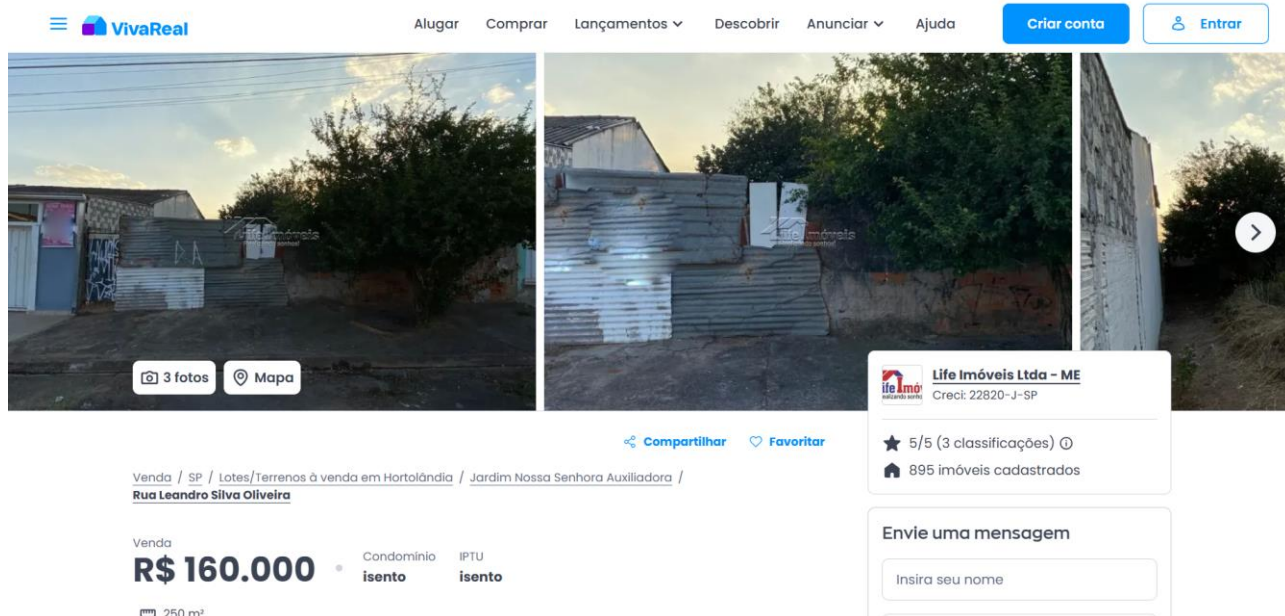 VivaReal
Alugar Comprar Lançamentos Descobrir Anunciar Ajuda Criar conta Entrar
3 fotos Mapa
Life Imóveis Ltda - ME
Creci: 22820-J-SP
Compartilhar Favoritar
5/5 (3 classificações)
895 imóveis cadastrados
Venda / SP / Lotes/Terrenos à venda em Hortolândia / Jardim Nossa Senhora Auxiliadora /
Rua Leandro Silva Oliveira
Envie uma mensagem
Venda
R$ 160.000
Condomínio IPTU
isento isento
Insira seu nome
250 m²